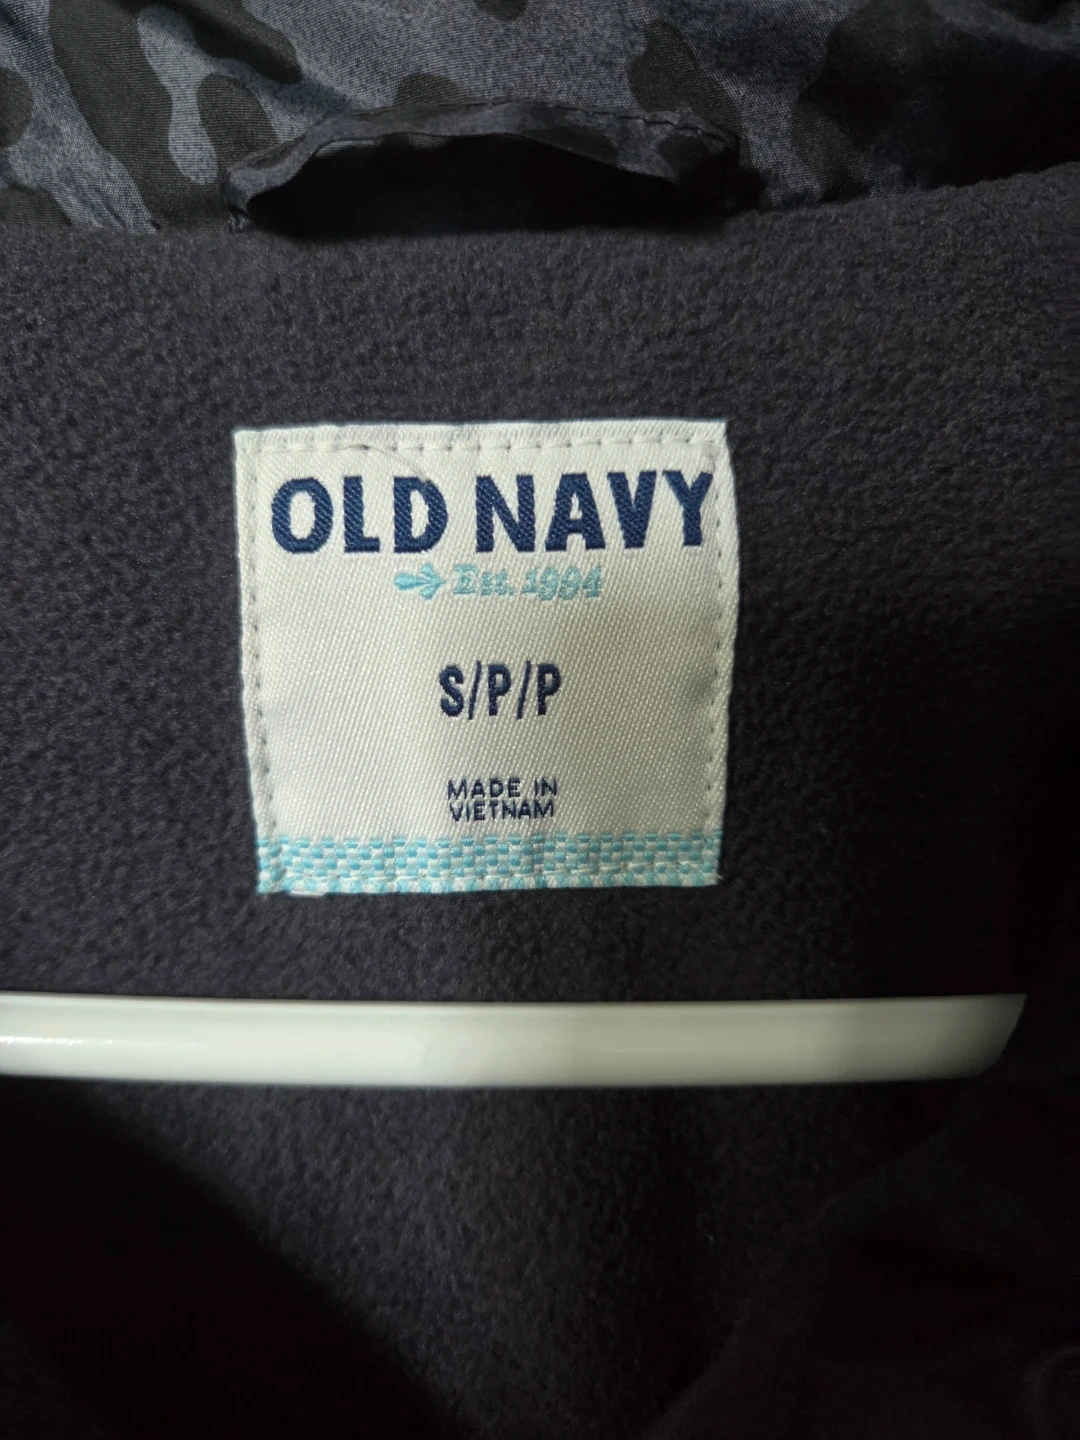 OLD NAVY
Est. 1994
S/P/P
MADE IN
VIETNAM